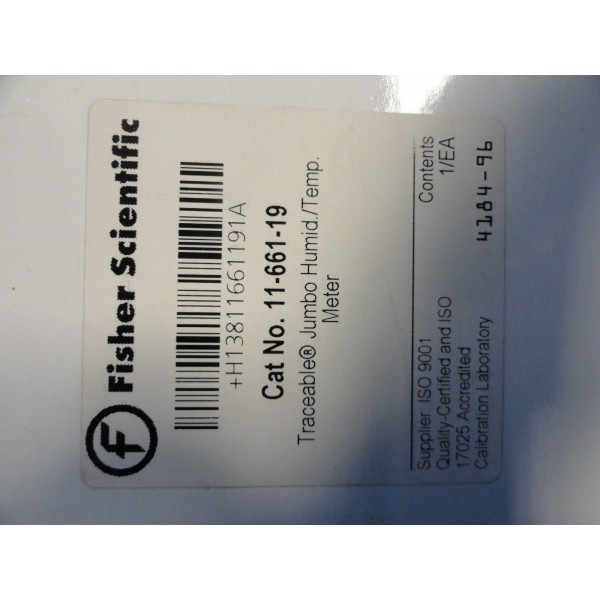 f Fisher Scientific
+H13811661191A
Cat No. 11-661-19
Traceable® Jumbo Humid./Temp.
Meter
Supplier ISO 9001
Quality-Certified and ISO
17025 Accredited
Calibration Laboratory
Contents
1/EA
4184-96